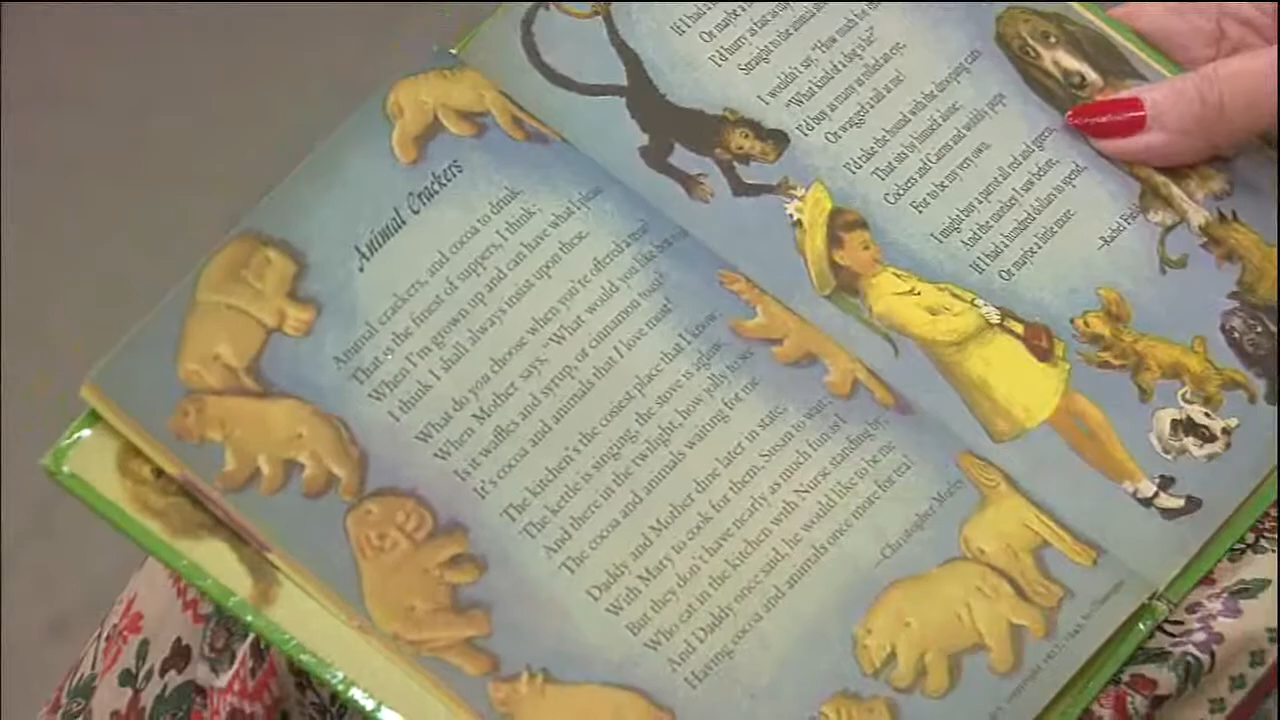 Animal Crackers
Animal crackers, and cocoa to drink,
That is the finest of suppers, I think;
When I'm grown up and can have what I please
I think I shall always insist upon these.
What do you choose when you're offered a treat?
When Mother says, "What would you like best to
Is it waffles and syrup, or cinnamon toast?
It's cocoa and animals that I love most!
The kitchen's the cosiest place that I know:
The kettle is singing, the stove is aglow,
And there in the twilight, how jolly to see
The cocoa and animals waiting for me.
Daddy and Mother dine later in state,
With Mary to cook for them, Susan to wait;
But they don't have nearly as much fun as I
Who eat in the kitchen with Nurse standing by;
And Daddy once said, he would like to be me
Having cocoa and animals once more for tea!
—Christopher Morley
If I had a
Or maybe a
I'd hurry as fast as
Straight to the animal
I wouldn't say, "How much for
"What kind of a dog is he?"
I'd buy as many as rolled an eye,
Or wagged a tail at me!
I'd take the hound with the drooping ears
That sits by himself alone;
Cockers and Cairns and wobbly pups
For to be my very own.
I might buy a parrot all red and green,
And the monkey I saw before,
If I had a hundred dollars to spend,
Or maybe a little more.
—Rachel